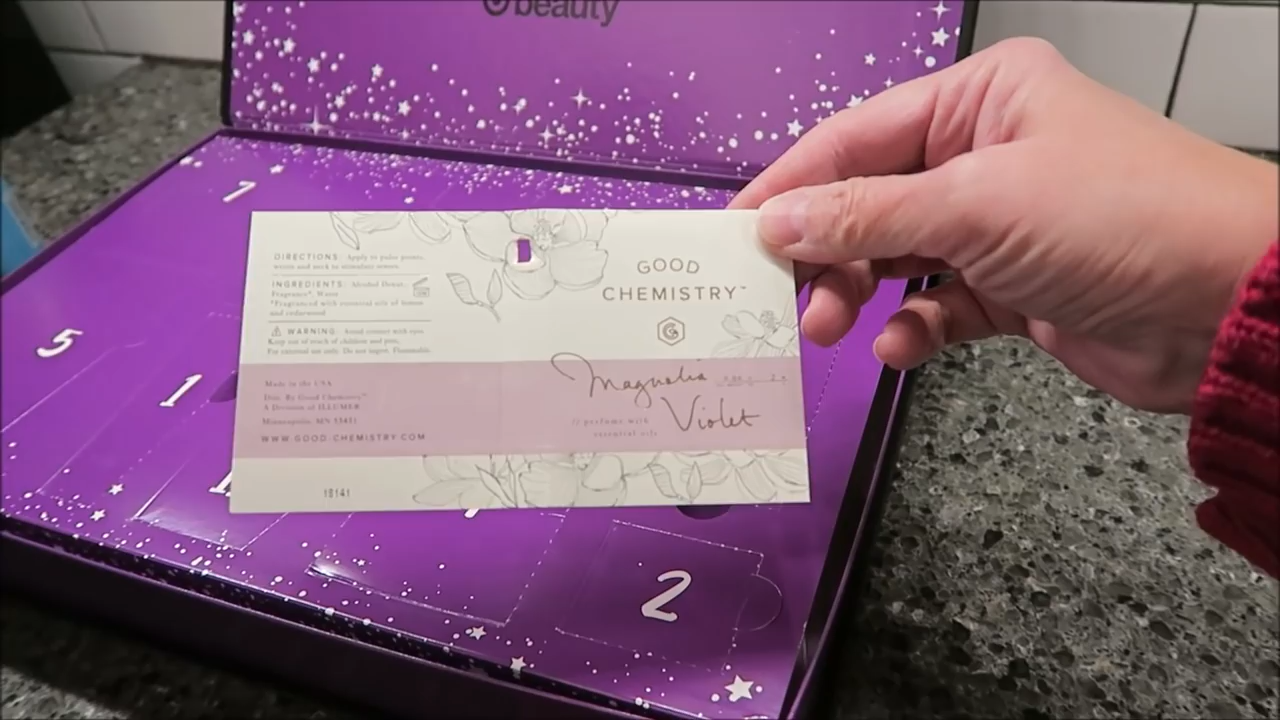 beauty
7
DIRECTIONS: Apply to pulse points,
wrists and neck to stimulate senses.
INGREDIENTS: Alcohol Denat.,
Fragrance*, Water
*Fragranced with essential oils of lemon
and cedarwood
WARNING: Avoid contact with eyes.
Keep out of reach of children and pets.
For external use only. Do not ingest. Flammable.
Made in the USA
Dist. By Good Chemistry™
A Division of ILLUME®
Minneapolis, MN 55431
WWW.GOOD-CHEMISTRY.COM
18141
GOOD
CHEMISTRY™
Magnolia
Violet
// perfume with
essential oils
5
1
2